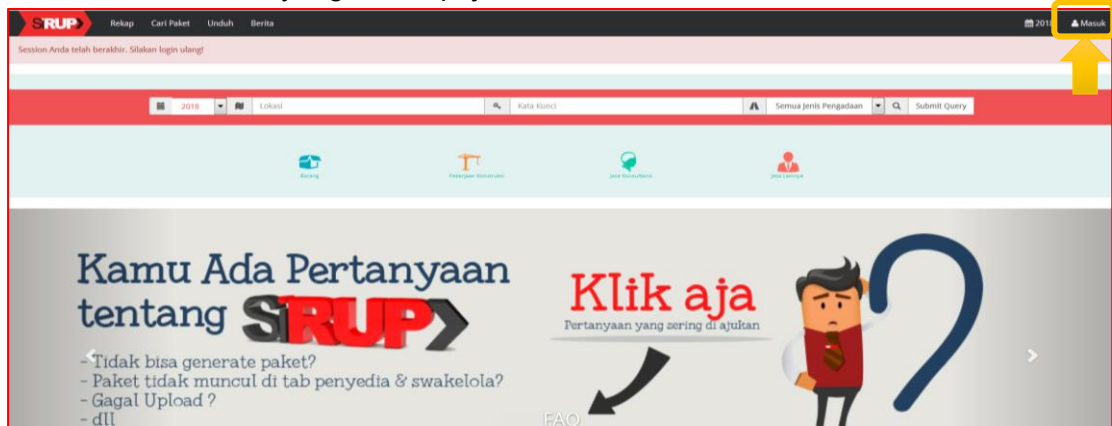 SiRUP
Rekap Cari Paket Unduh Berita
201 Masuk
Session Anda telah berakhir. Silakan login ulang!
2018 Lokasi Kata Kunci Semua Jenis Pengadaan Submit Query
Barang Pekerjaan Konstruksi Jasa Konsultansi Jasa Lainnya
Kamu Ada Pertanyaan
tentang SiRUP
- Tidak bisa generate paket?
- Paket tidak muncul di tab penyedia & swakelola?
- Gagal Upload ?
- dll
Klik aja
Pertanyaan yang sering di ajukan
FAQ